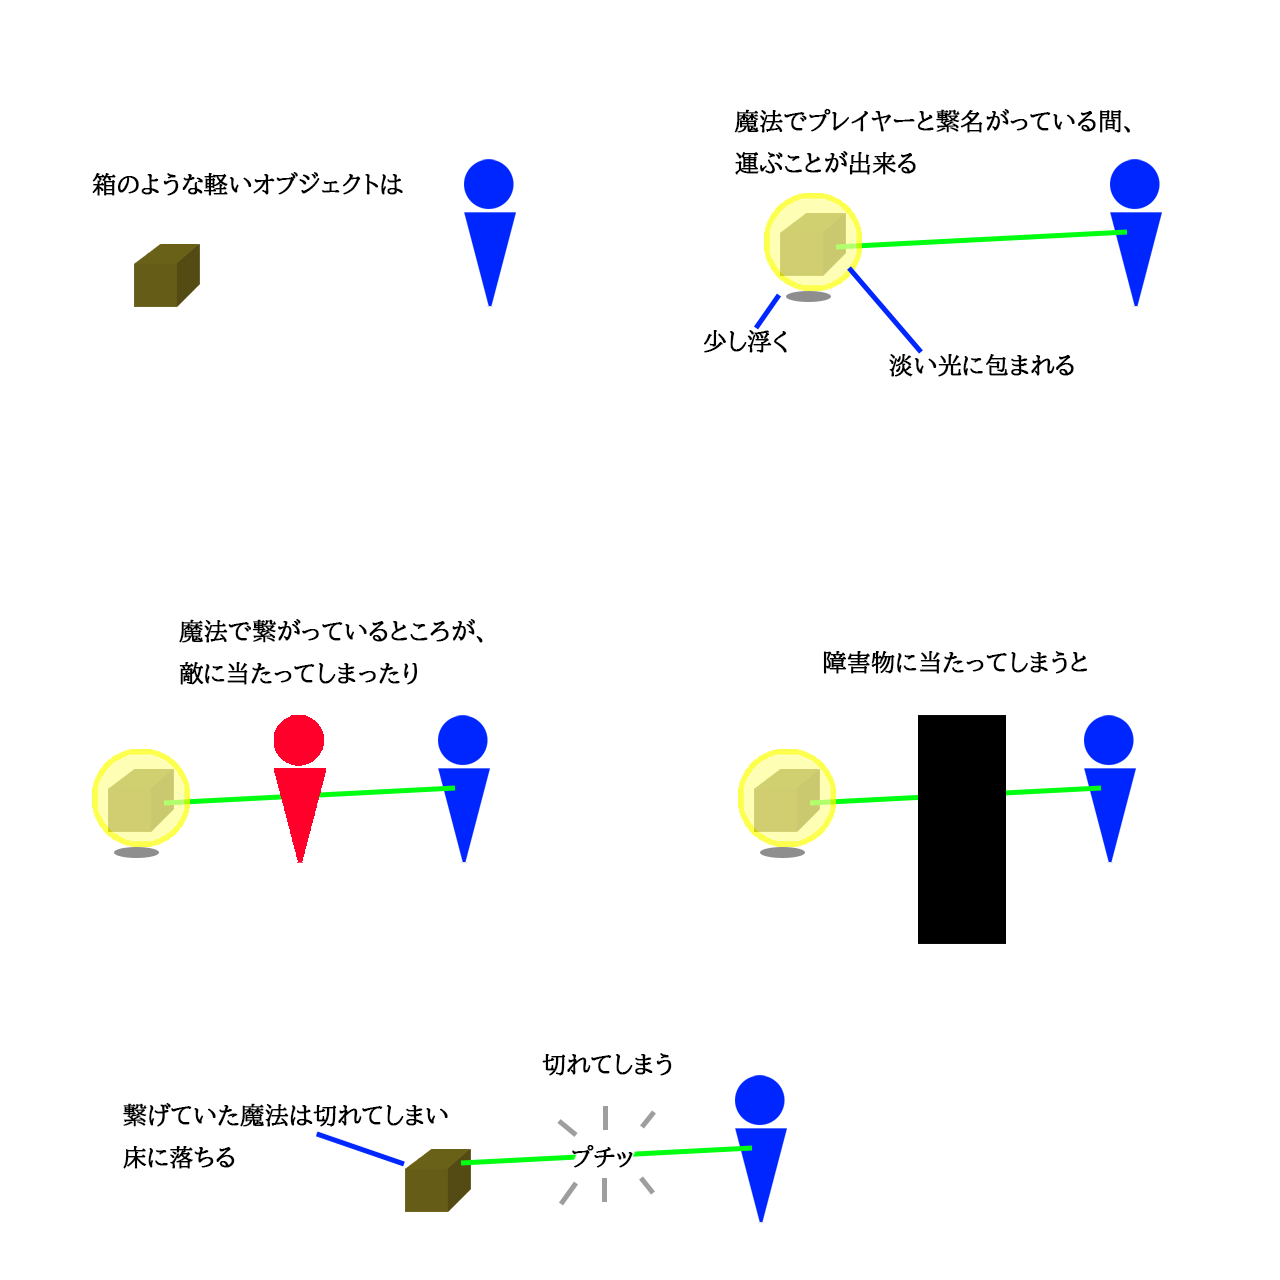 箱のような軽いオブジェクトは
魔法でプレイヤーと繋名がっている間、
運ぶことが出来る
少し浮く
淡い光に包まれる
魔法で繋がっているところが、
敵に当たってしまったり
障害物に当たってしまうと
切れてしまう
繋げていた魔法は切れてしまい
床に落ちる
プチッ